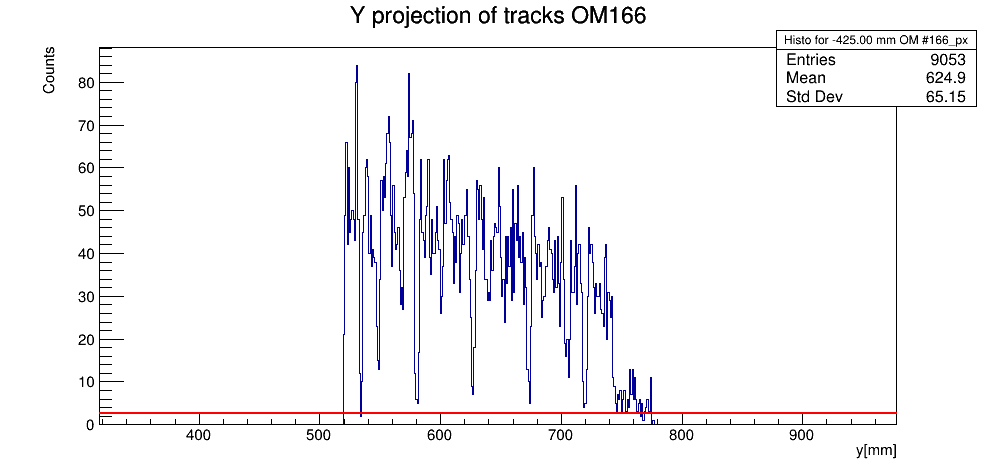 Y projection of tracks OM166
Histo for -425.00 mm OM #166_px
Entries 9053
Mean 624.9
Std Dev 65.15
Counts
80
70
60
50
40
30
20
10
0
400 500 600 700 800 900
y[mm]